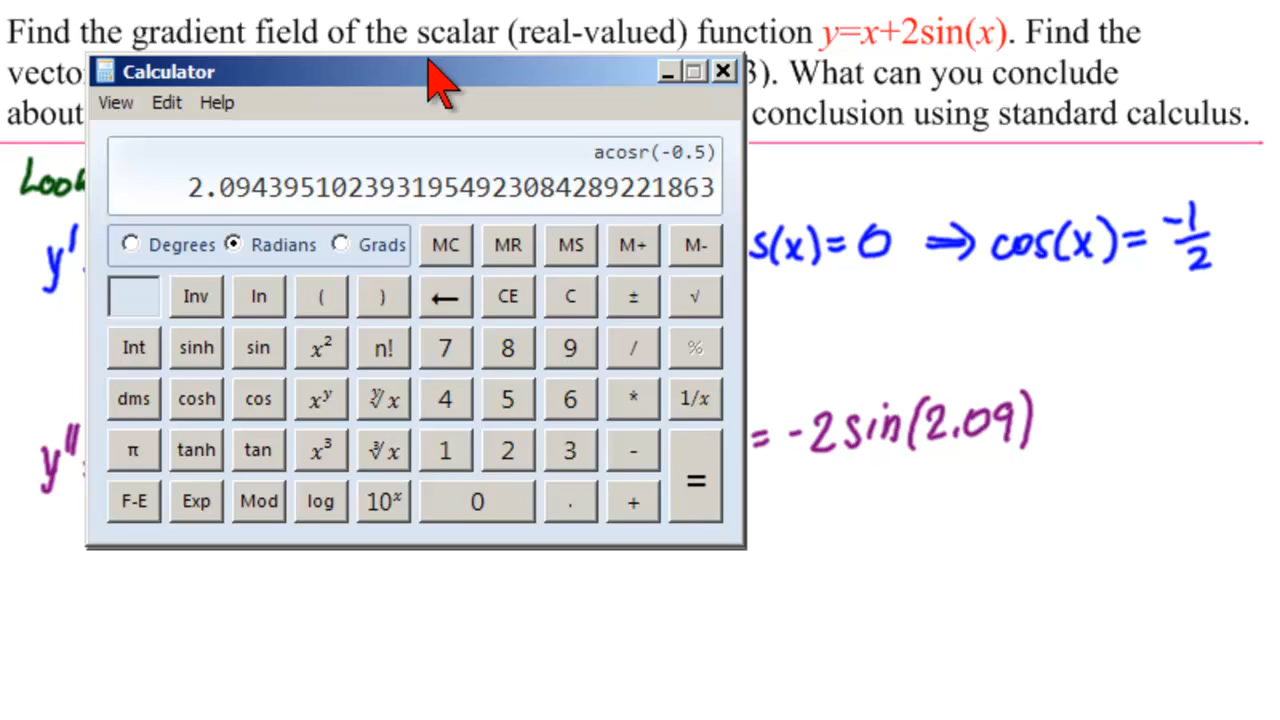 Find the gradient field of the scalar (real-valued) function y=x+2sin(x). Find the
3). What can you conclude
about conclusion using standard calculus.
Calculator
View Edit Help
acosr(-0.5)
2.0943951023931954923084289221863
Degrees Radians Grads MC MR MS M+ M-
Inv ln ( ) ← CE C ± √
Int sinh sin x² n! 7 8 9 / %
dms cosh cos xʸ ʸ√x 4 5 6 * 1/x
π tanh tan x³ ³√x 1 2 3 - =
F-E Exp Mod log 10ˣ 0 . +
y' s(x)=0 ⇒ cos(x)=-1/2
y'' = -2sin(2.09)